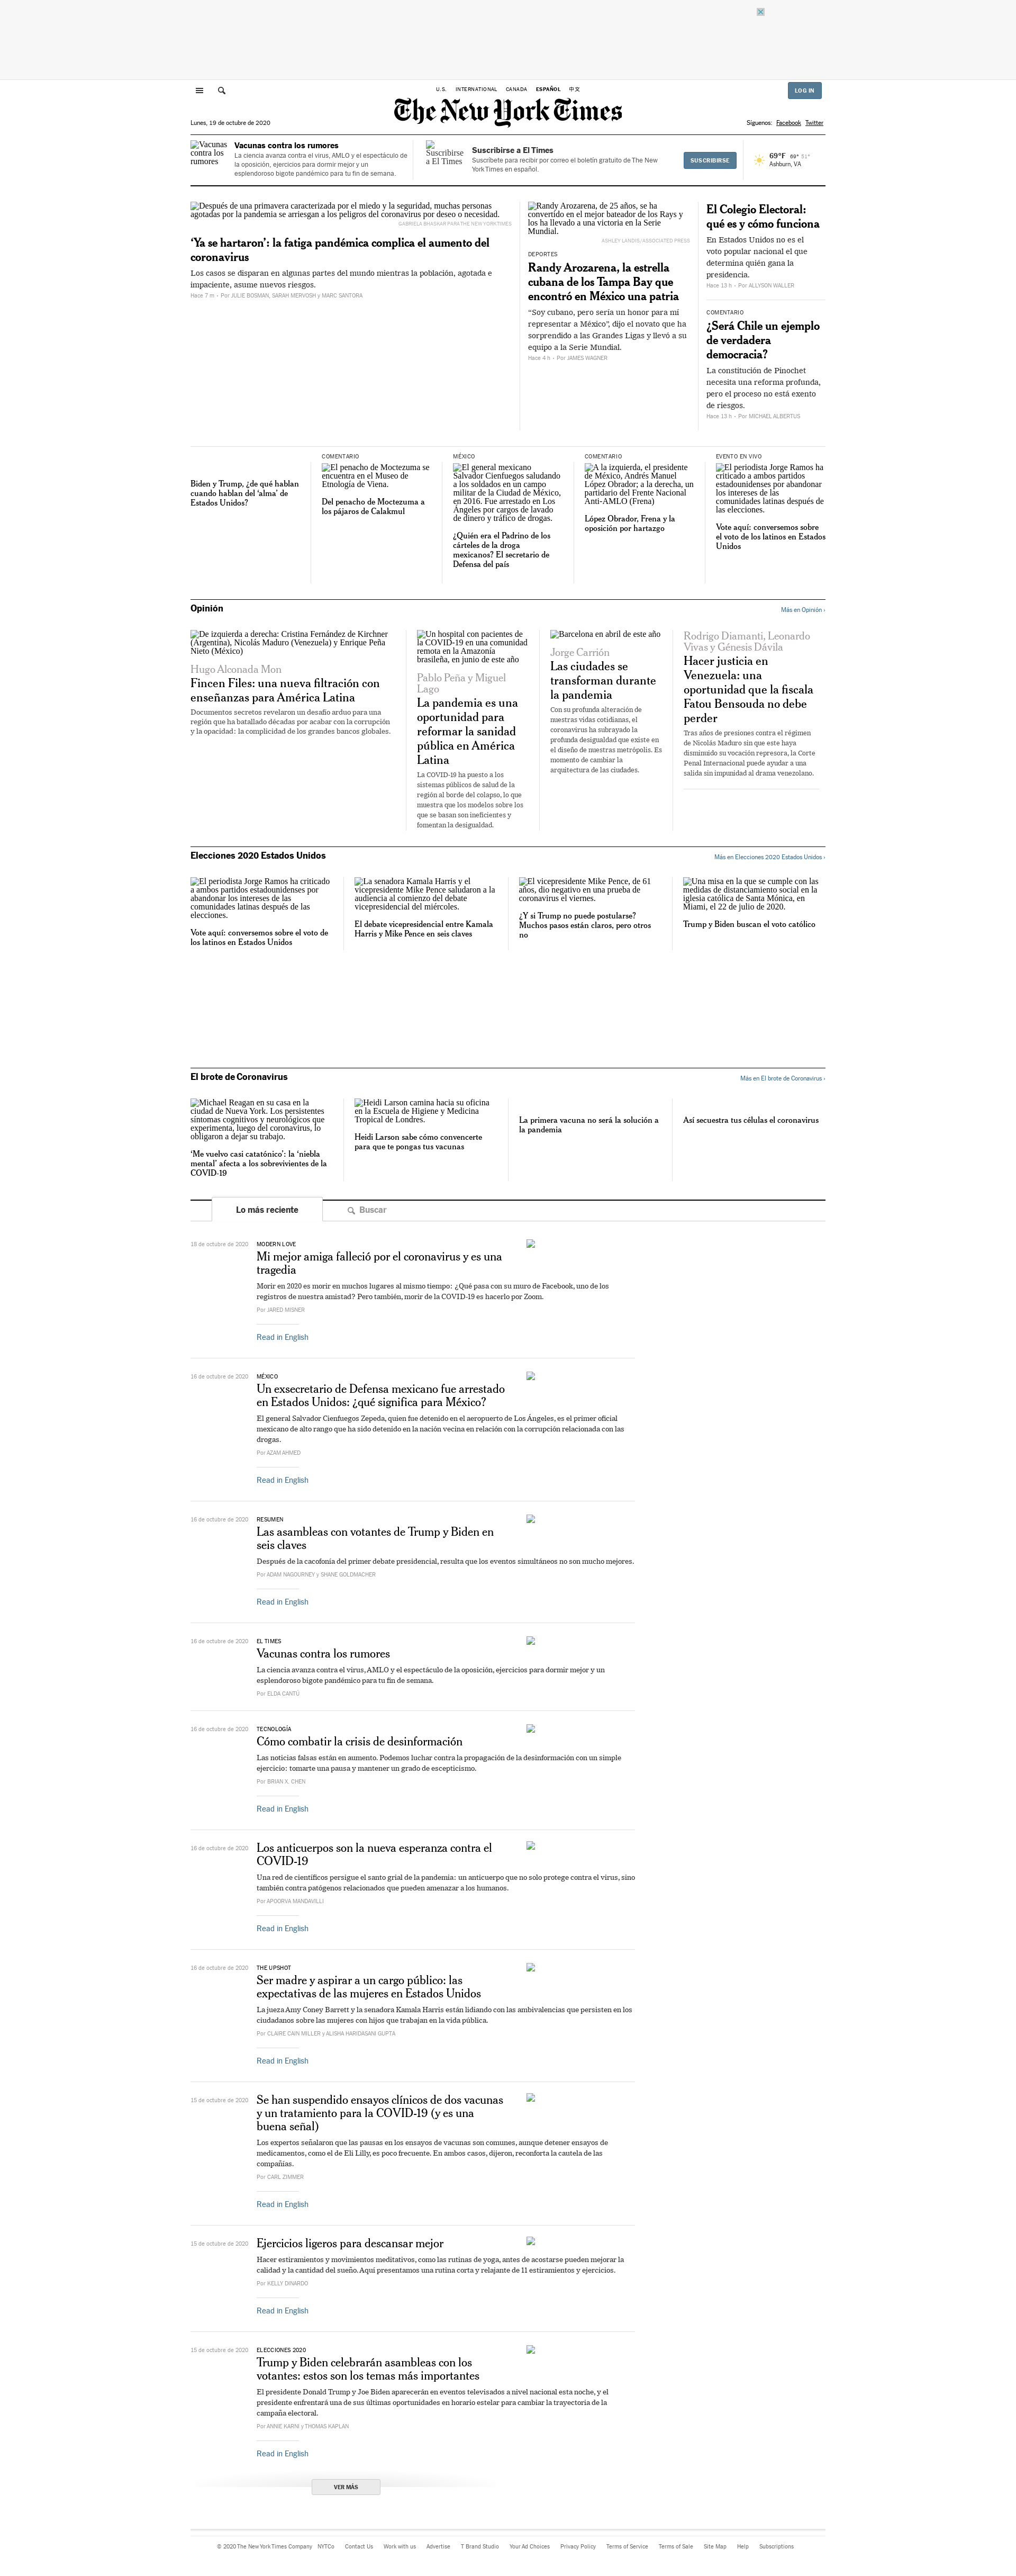 U.S.
INTERNATIONAL
CANADA
ESPAÑOL
中文
LOG IN
The New York Times
Lunes, 19 de octubre de 2020
Síguenos:
Facebook
Twitter
Vacunas contra los rumores
Vacunas contra los rumores
La ciencia avanza contra el virus, AMLO y el espectáculo de
la oposición, ejercicios para dormir mejor y un
esplendoroso bigote pandémico para tu fin de semana.
Suscribirse a El Times
Suscribirse a El Times
Suscríbete para recibir por correo el boletín gratuito de The New
York Times en español.
SUSCRIBIRSE
69°F 69° 51°
Ashburn, VA
Después de una primavera caracterizada por el miedo y la seguridad, muchas personas
agotadas por la pandemia se arriesgan a los peligros del coronavirus por deseo o necesidad.
GABRIELA BHASKAR PARA THE NEW YORK TIMES
‘Ya se hartaron’: la fatiga pandémica complica el aumento del
coronavirus
Los casos se disparan en algunas partes del mundo mientras la población, agotada e
impaciente, asume nuevos riesgos.
Hace 7 m - Por JULIE BOSMAN, SARAH MERVOSH y MARC SANTORA
Randy Arozarena, de 25 años, se ha
convertido en el mejor bateador de los Rays y
los ha llevado a una victoria en la Serie
Mundial.
ASHLEY LANDIS/ASSOCIATED PRESS
DEPORTES
Randy Arozarena, la estrella
cubana de los Tampa Bay que
encontró en México una patria
“Soy cubano, pero sería un honor para mí
representar a México”, dijo el novato que ha
sorprendido a las Grandes Ligas y llevó a su
equipo a la Serie Mundial.
Hace 4 h - Por JAMES WAGNER
El Colegio Electoral:
qué es y cómo funciona
En Estados Unidos no es el
voto popular nacional el que
determina quién gana la
presidencia.
Hace 13 h - Por ALLYSON WALLER
COMENTARIO
¿Será Chile un ejemplo
de verdadera
democracia?
La constitución de Pinochet
necesita una reforma profunda,
pero el proceso no está exento
de riesgos.
Hace 13 h - Por MICHAEL ALBERTUS
Biden y Trump, ¿de qué hablan
cuando hablan del ‘alma’ de
Estados Unidos?
COMENTARIO
El penacho de Moctezuma se
encuentra en el Museo de
Etnología de Viena.
Del penacho de Moctezuma a
los pájaros de Calakmul
MÉXICO
El general mexicano
Salvador Cienfuegos saludando
a los soldados en un campo
militar de la Ciudad de México,
en 2016. Fue arrestado en Los
Ángeles por cargos de lavado
de dinero y tráfico de drogas.
¿Quién era el Padrino de los
cárteles de la droga
mexicanos? El secretario de
Defensa del país
COMENTARIO
A la izquierda, el presidente
de México, Andrés Manuel
López Obrador; a la derecha, un
partidario del Frente Nacional
Anti-AMLO (Frena)
López Obrador, Frena y la
oposición por hartazgo
EVENTO EN VIVO
El periodista Jorge Ramos ha
criticado a ambos partidos
estadounidenses por abandonar
los intereses de las
comunidades latinas después de
las elecciones.
Vote aquí: conversemos sobre
el voto de los latinos en Estados
Unidos
Opinión
Más en Opinión ›
De izquierda a derecha: Cristina Fernández de Kirchner
(Argentina), Nicolás Maduro (Venezuela) y Enrique Peña
Nieto (México)
Hugo Alconada Mon
Fincen Files: una nueva filtración con
enseñanzas para América Latina
Documentos secretos revelaron un desafío arduo para una
región que ha batallado décadas por acabar con la corrupción
y la opacidad: la complicidad de los grandes bancos globales.
Un hospital con pacientes de
la COVID-19 en una comunidad
remota en la Amazonía
brasileña, en junio de este año
Pablo Peña y Miguel
Lago
La pandemia es una
oportunidad para
reformar la sanidad
pública en América
Latina
La COVID-19 ha puesto a los
sistemas públicos de salud de la
región al borde del colapso, lo que
muestra que los modelos sobre los
que se basan son ineficientes y
fomentan la desigualdad.
Barcelona en abril de este año
Jorge Carrión
Las ciudades se
transforman durante
la pandemia
Con su profunda alteración de
nuestras vidas cotidianas, el
coronavirus ha subrayado la
profunda desigualdad que existe en
el diseño de nuestras metrópolis. Es
momento de cambiar la
arquitectura de las ciudades.
Rodrigo Diamanti, Leonardo
Vivas y Génesis Dávila
Hacer justicia en
Venezuela: una
oportunidad que la fiscala
Fatou Bensouda no debe
perder
Tras años de presiones contra el régimen
de Nicolás Maduro sin que este haya
disminuido su vocación represora, la Corte
Penal Internacional puede ayudar a una
salida sin impunidad al drama venezolano.
Elecciones 2020 Estados Unidos
Más en Elecciones 2020 Estados Unidos ›
El periodista Jorge Ramos ha criticado
a ambos partidos estadounidenses por
abandonar los intereses de las
comunidades latinas después de las
elecciones.
Vote aquí: conversemos sobre el voto de
los latinos en Estados Unidos
La senadora Kamala Harris y el
vicepresidente Mike Pence saludaron a la
audiencia al comienzo del debate
vicepresidencial del miércoles.
El debate vicepresidencial entre Kamala
Harris y Mike Pence en seis claves
El vicepresidente Mike Pence, de 61
años, dio negativo en una prueba de
coronavirus el viernes.
¿Y si Trump no puede postularse?
Muchos pasos están claros, pero otros
no
Una misa en la que se cumple con las
medidas de distanciamiento social en la
iglesia católica de Santa Mónica, en
Miami, el 22 de julio de 2020.
Trump y Biden buscan el voto católico
El brote de Coronavirus
Más en El brote de Coronavirus ›
Michael Reagan en su casa en la
ciudad de Nueva York. Los persistentes
síntomas cognitivos y neurológicos que
experimenta, luego del coronavirus, lo
obligaron a dejar su trabajo.
‘Me vuelvo casi catatónico’: la ‘niebla
mental’ afecta a los sobrevivientes de la
COVID-19
Heidi Larson camina hacia su oficina
en la Escuela de Higiene y Medicina
Tropical de Londres.
Heidi Larson sabe cómo convencerte
para que te pongas tus vacunas
La primera vacuna no será la solución a
la pandemia
Así secuestra tus células el coronavirus
Lo más reciente
Buscar
18 de octubre de 2020
MODERN LOVE
Mi mejor amiga falleció por el coronavirus y es una
tragedia
Morir en 2020 es morir en muchos lugares al mismo tiempo: ¿Qué pasa con su muro de Facebook, uno de los
registros de nuestra amistad? Pero también, morir de la COVID-19 es hacerlo por Zoom.
Por JARED MISNER
Read in English
16 de octubre de 2020
MÉXICO
Un exsecretario de Defensa mexicano fue arrestado
en Estados Unidos: ¿qué significa para México?
El general Salvador Cienfuegos Zepeda, quien fue detenido en el aeropuerto de Los Ángeles, es el primer oficial
mexicano de alto rango que ha sido detenido en la nación vecina en relación con la corrupción relacionada con las
drogas.
Por AZAM AHMED
Read in English
16 de octubre de 2020
RESUMEN
Las asambleas con votantes de Trump y Biden en
seis claves
Después de la cacofonía del primer debate presidencial, resulta que los eventos simultáneos no son mucho mejores.
Por ADAM NAGOURNEY y SHANE GOLDMACHER
Read in English
16 de octubre de 2020
EL TIMES
Vacunas contra los rumores
La ciencia avanza contra el virus, AMLO y el espectáculo de la oposición, ejercicios para dormir mejor y un
esplendoroso bigote pandémico para tu fin de semana.
Por ELDA CANTÚ
16 de octubre de 2020
TECNOLOGÍA
Cómo combatir la crisis de desinformación
Las noticias falsas están en aumento. Podemos luchar contra la propagación de la desinformación con un simple
ejercicio: tomarte una pausa y mantener un grado de escepticismo.
Por BRIAN X. CHEN
Read in English
16 de octubre de 2020
Los anticuerpos son la nueva esperanza contra el
COVID-19
Una red de científicos persigue el santo grial de la pandemia: un anticuerpo que no solo protege contra el virus, sino
también contra patógenos relacionados que pueden amenazar a los humanos.
Por APOORVA MANDAVILLI
Read in English
16 de octubre de 2020
THE UPSHOT
Ser madre y aspirar a un cargo público: las
expectativas de las mujeres en Estados Unidos
La jueza Amy Coney Barrett y la senadora Kamala Harris están lidiando con las ambivalencias que persisten en los
ciudadanos sobre las mujeres con hijos que trabajan en la vida pública.
Por CLAIRE CAIN MILLER y ALISHA HARIDASANI GUPTA
Read in English
15 de octubre de 2020
Se han suspendido ensayos clínicos de dos vacunas
y un tratamiento para la COVID-19 (y es una
buena señal)
Los expertos señalaron que las pausas en los ensayos de vacunas son comunes, aunque detener ensayos de
medicamentos, como el de Eli Lilly, es poco frecuente. En ambos casos, dijeron, reconforta la cautela de las
compañías.
Por CARL ZIMMER
Read in English
15 de octubre de 2020
Ejercicios ligeros para descansar mejor
Hacer estiramientos y movimientos meditativos, como las rutinas de yoga, antes de acostarse pueden mejorar la
calidad y la cantidad del sueño. Aquí presentamos una rutina corta y relajante de 11 estiramientos y ejercicios.
Por KELLY DINARDO
Read in English
15 de octubre de 2020
ELECCIONES 2020
Trump y Biden celebrarán asambleas con los
votantes: estos son los temas más importantes
El presidente Donald Trump y Joe Biden aparecerán en eventos televisados a nivel nacional esta noche, y el
presidente enfrentará una de sus últimas oportunidades en horario estelar para cambiar la trayectoria de la
campaña electoral.
Por ANNIE KARNI y THOMAS KAPLAN
Read in English
VER MÁS
© 2020 The New York Times Company
NYTCo
Contact Us
Work with us
Advertise
T Brand Studio
Your Ad Choices
Privacy Policy
Terms of Service
Terms of Sale
Site Map
Help
Subscriptions